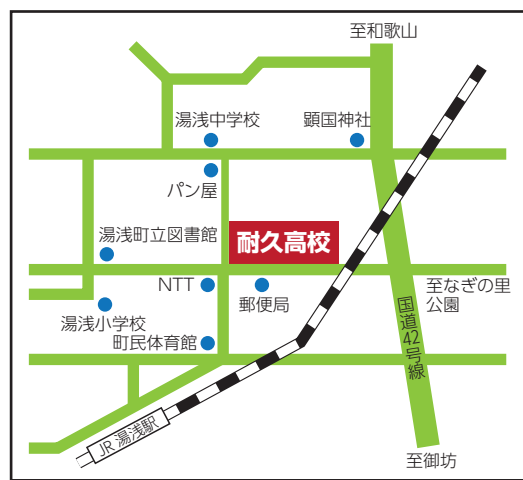 至和歌山
湯浅中学校
顕国神社
パン屋
湯浅町立図書館
耐久高校
NTT
郵便局
至なぎの里
公園
湯浅小学校
町民体育館
国道42号線
JR 湯浅駅
至御坊